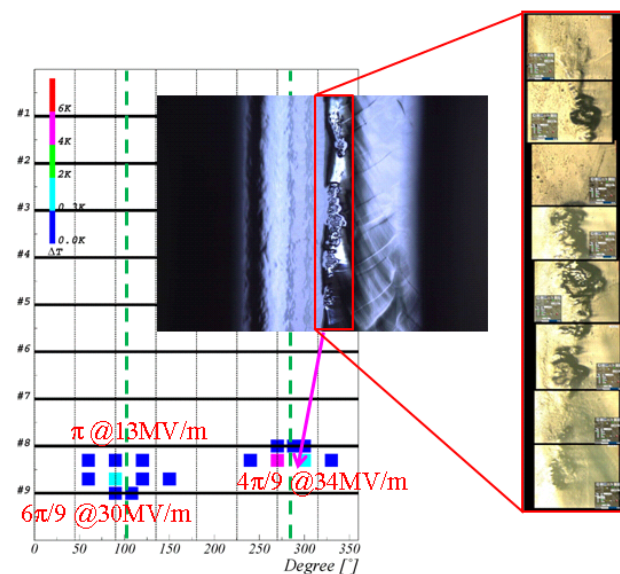 #1
#2
#3
#4
#5
#6
#7
#8
#9
6K
4K
2K
0.3K
0.0K
ΔT
π @13MV/m
4π/9 @34MV/m
6π/9 @30MV/m
0 50 100 150 200 250 300 350
Degree [°]